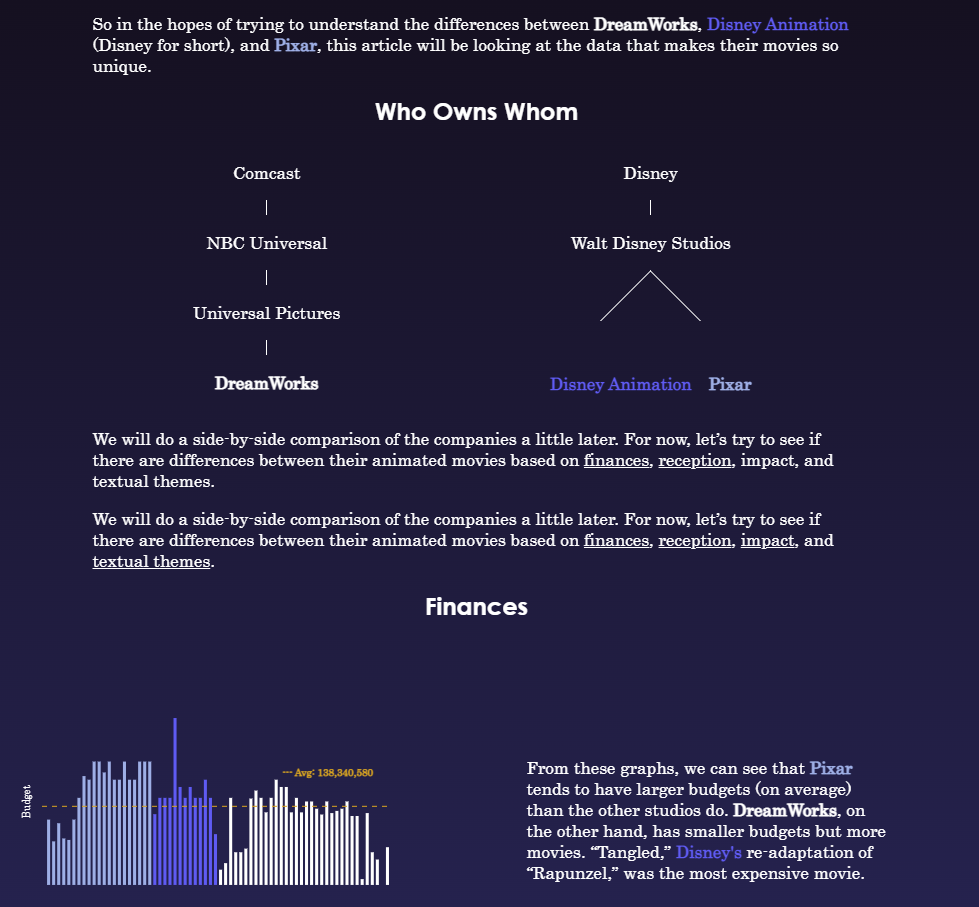 So in the hopes of trying to understand the differences between DreamWorks, Disney Animation
(Disney for short), and Pixar, this article will be looking at the data that makes their movies so
unique.
Who Owns Whom
Comcast
Disney
NBC Universal
Walt Disney Studios
Universal Pictures
DreamWorks
Disney Animation
Pixar
We will do a side-by-side comparison of the companies a little later. For now, let’s try to see if
there are differences between their animated movies based on finances, reception, impact, and
textual themes.
We will do a side-by-side comparison of the companies a little later. For now, let’s try to see if
there are differences between their animated movies based on finances, reception, impact, and
textual themes.
Finances
Budget
--- Avg: 138,340,580
From these graphs, we can see that Pixar
tends to have larger budgets (on average)
than the other studios do. DreamWorks, on
the other hand, has smaller budgets but more
movies. “Tangled,” Disney's re-adaptation of
“Rapunzel,” was the most expensive movie.